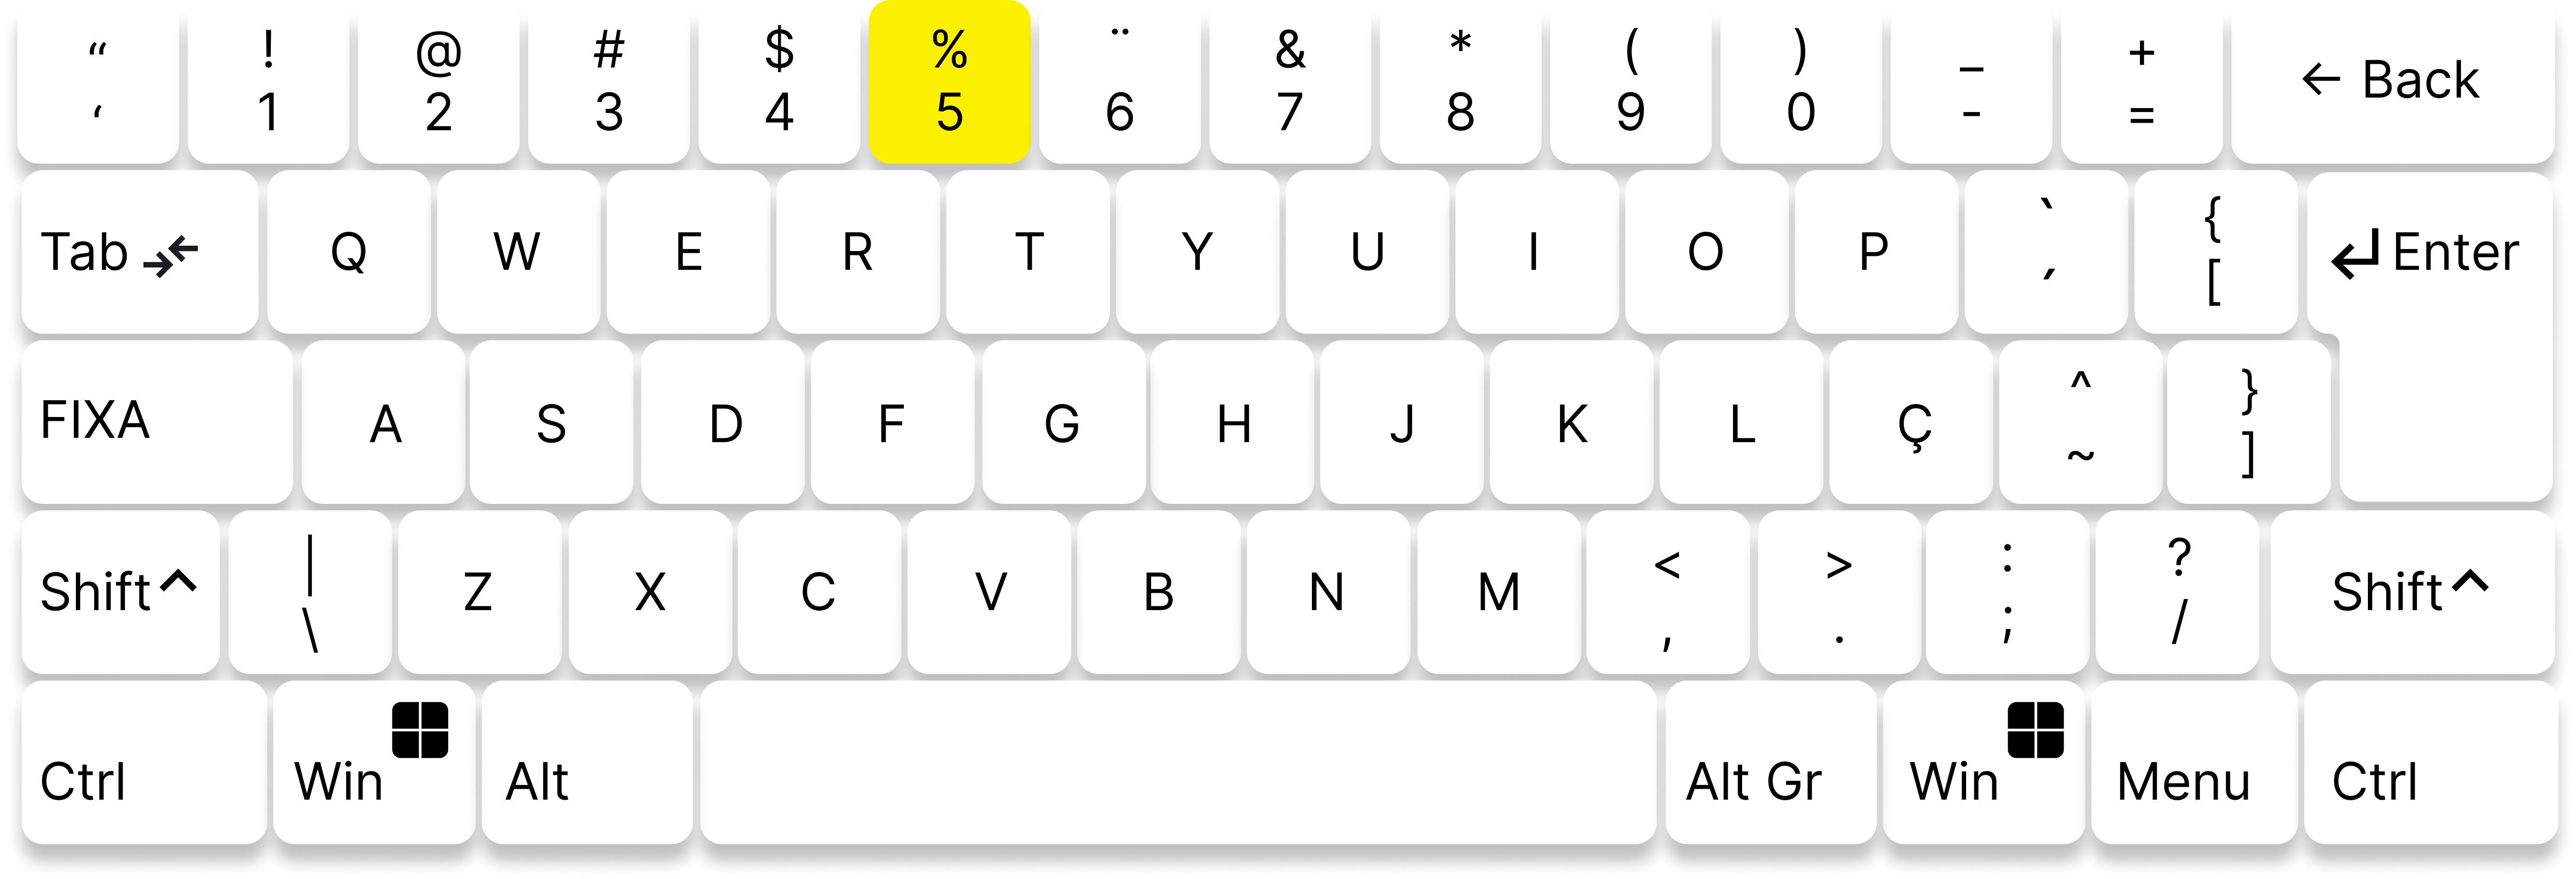 “ ! @ # $ % ¨ & * ( ) _ +
‘ 1 2 3 4 5 6 7 8 9 0 - = ← Back
Tab Q W E R T Y U I O P ` ´ { [ Enter
FIXA A S D F G H J K L Ç ^ ~ } ]
Shift | \ Z X C V B N M < , > . : ; ? / Shift
Ctrl Win Alt Alt Gr Win Menu Ctrl